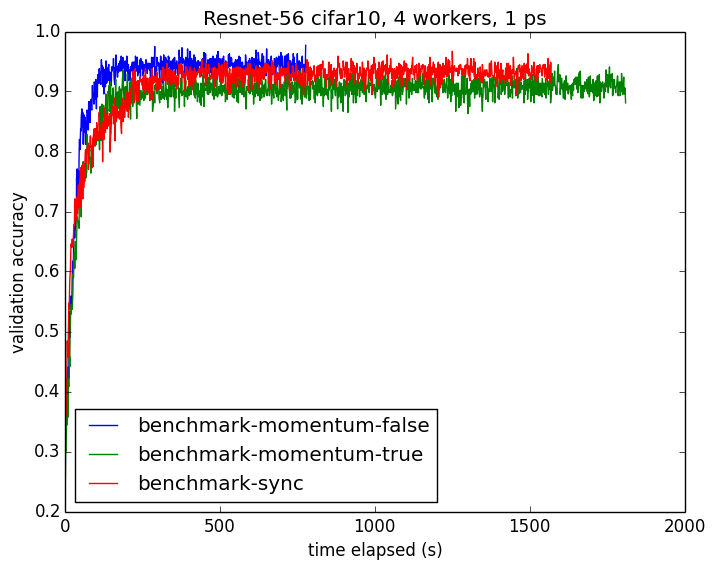 Resnet-56 cifar10, 4 workers, 1 ps
1.0
0.9
0.8
0.7
0.6
0.5
0.4
0.3
0.2
validation accuracy
benchmark-momentum-false
benchmark-momentum-true
benchmark-sync
0 500 1000 1500 2000
time elapsed (s)